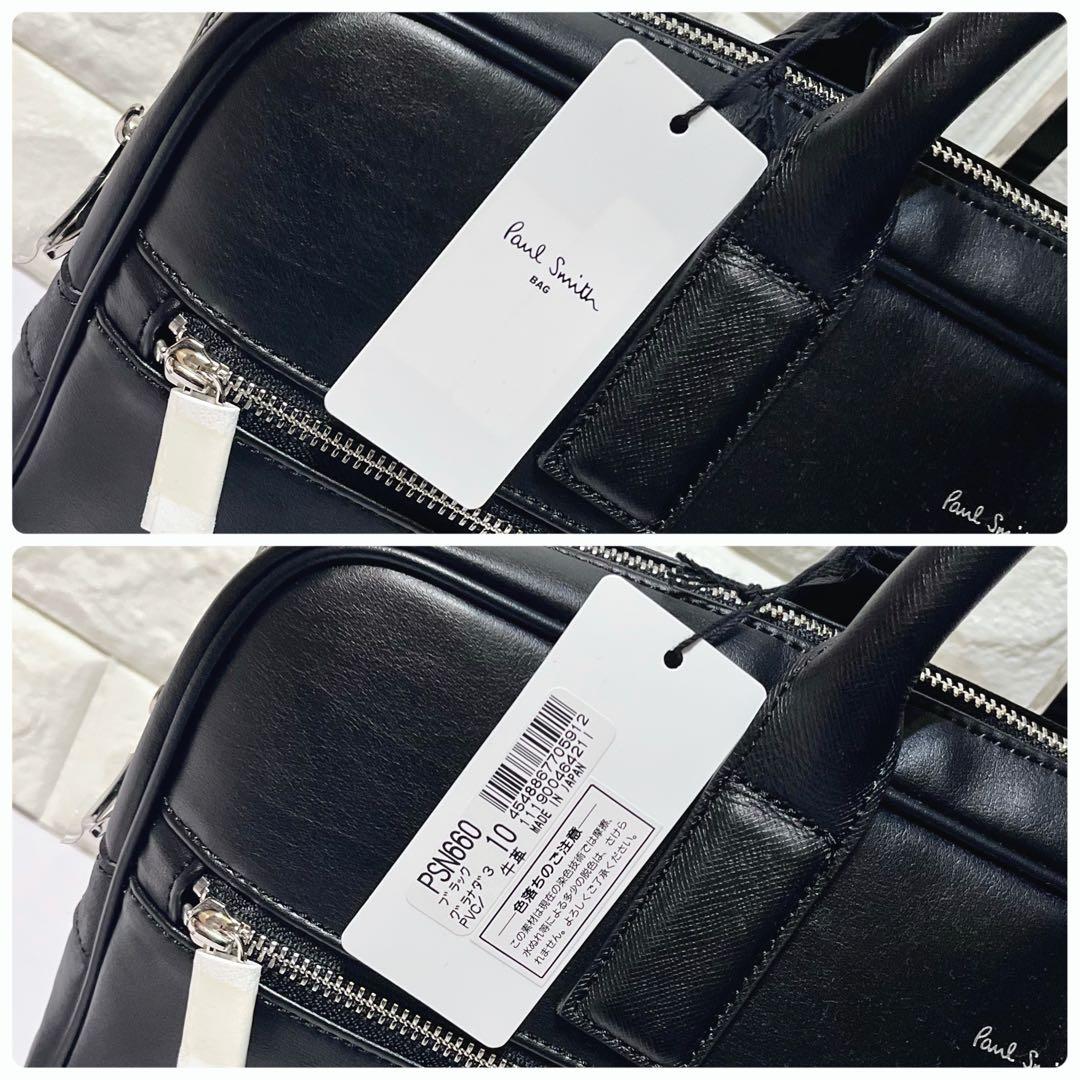 Paul Smith
BAG
Paul Smith
4548867705912
111900464211
MADE IN JAPAN
PSN660
ブラック 10
グラナダ・3 牛革
PVC/
色落ちのご注意
この素材は現在の染色技術では摩擦、
水ぬれ等による多少の脱色は、さけら
れません。よろしくご了承ください。
Paul Smith